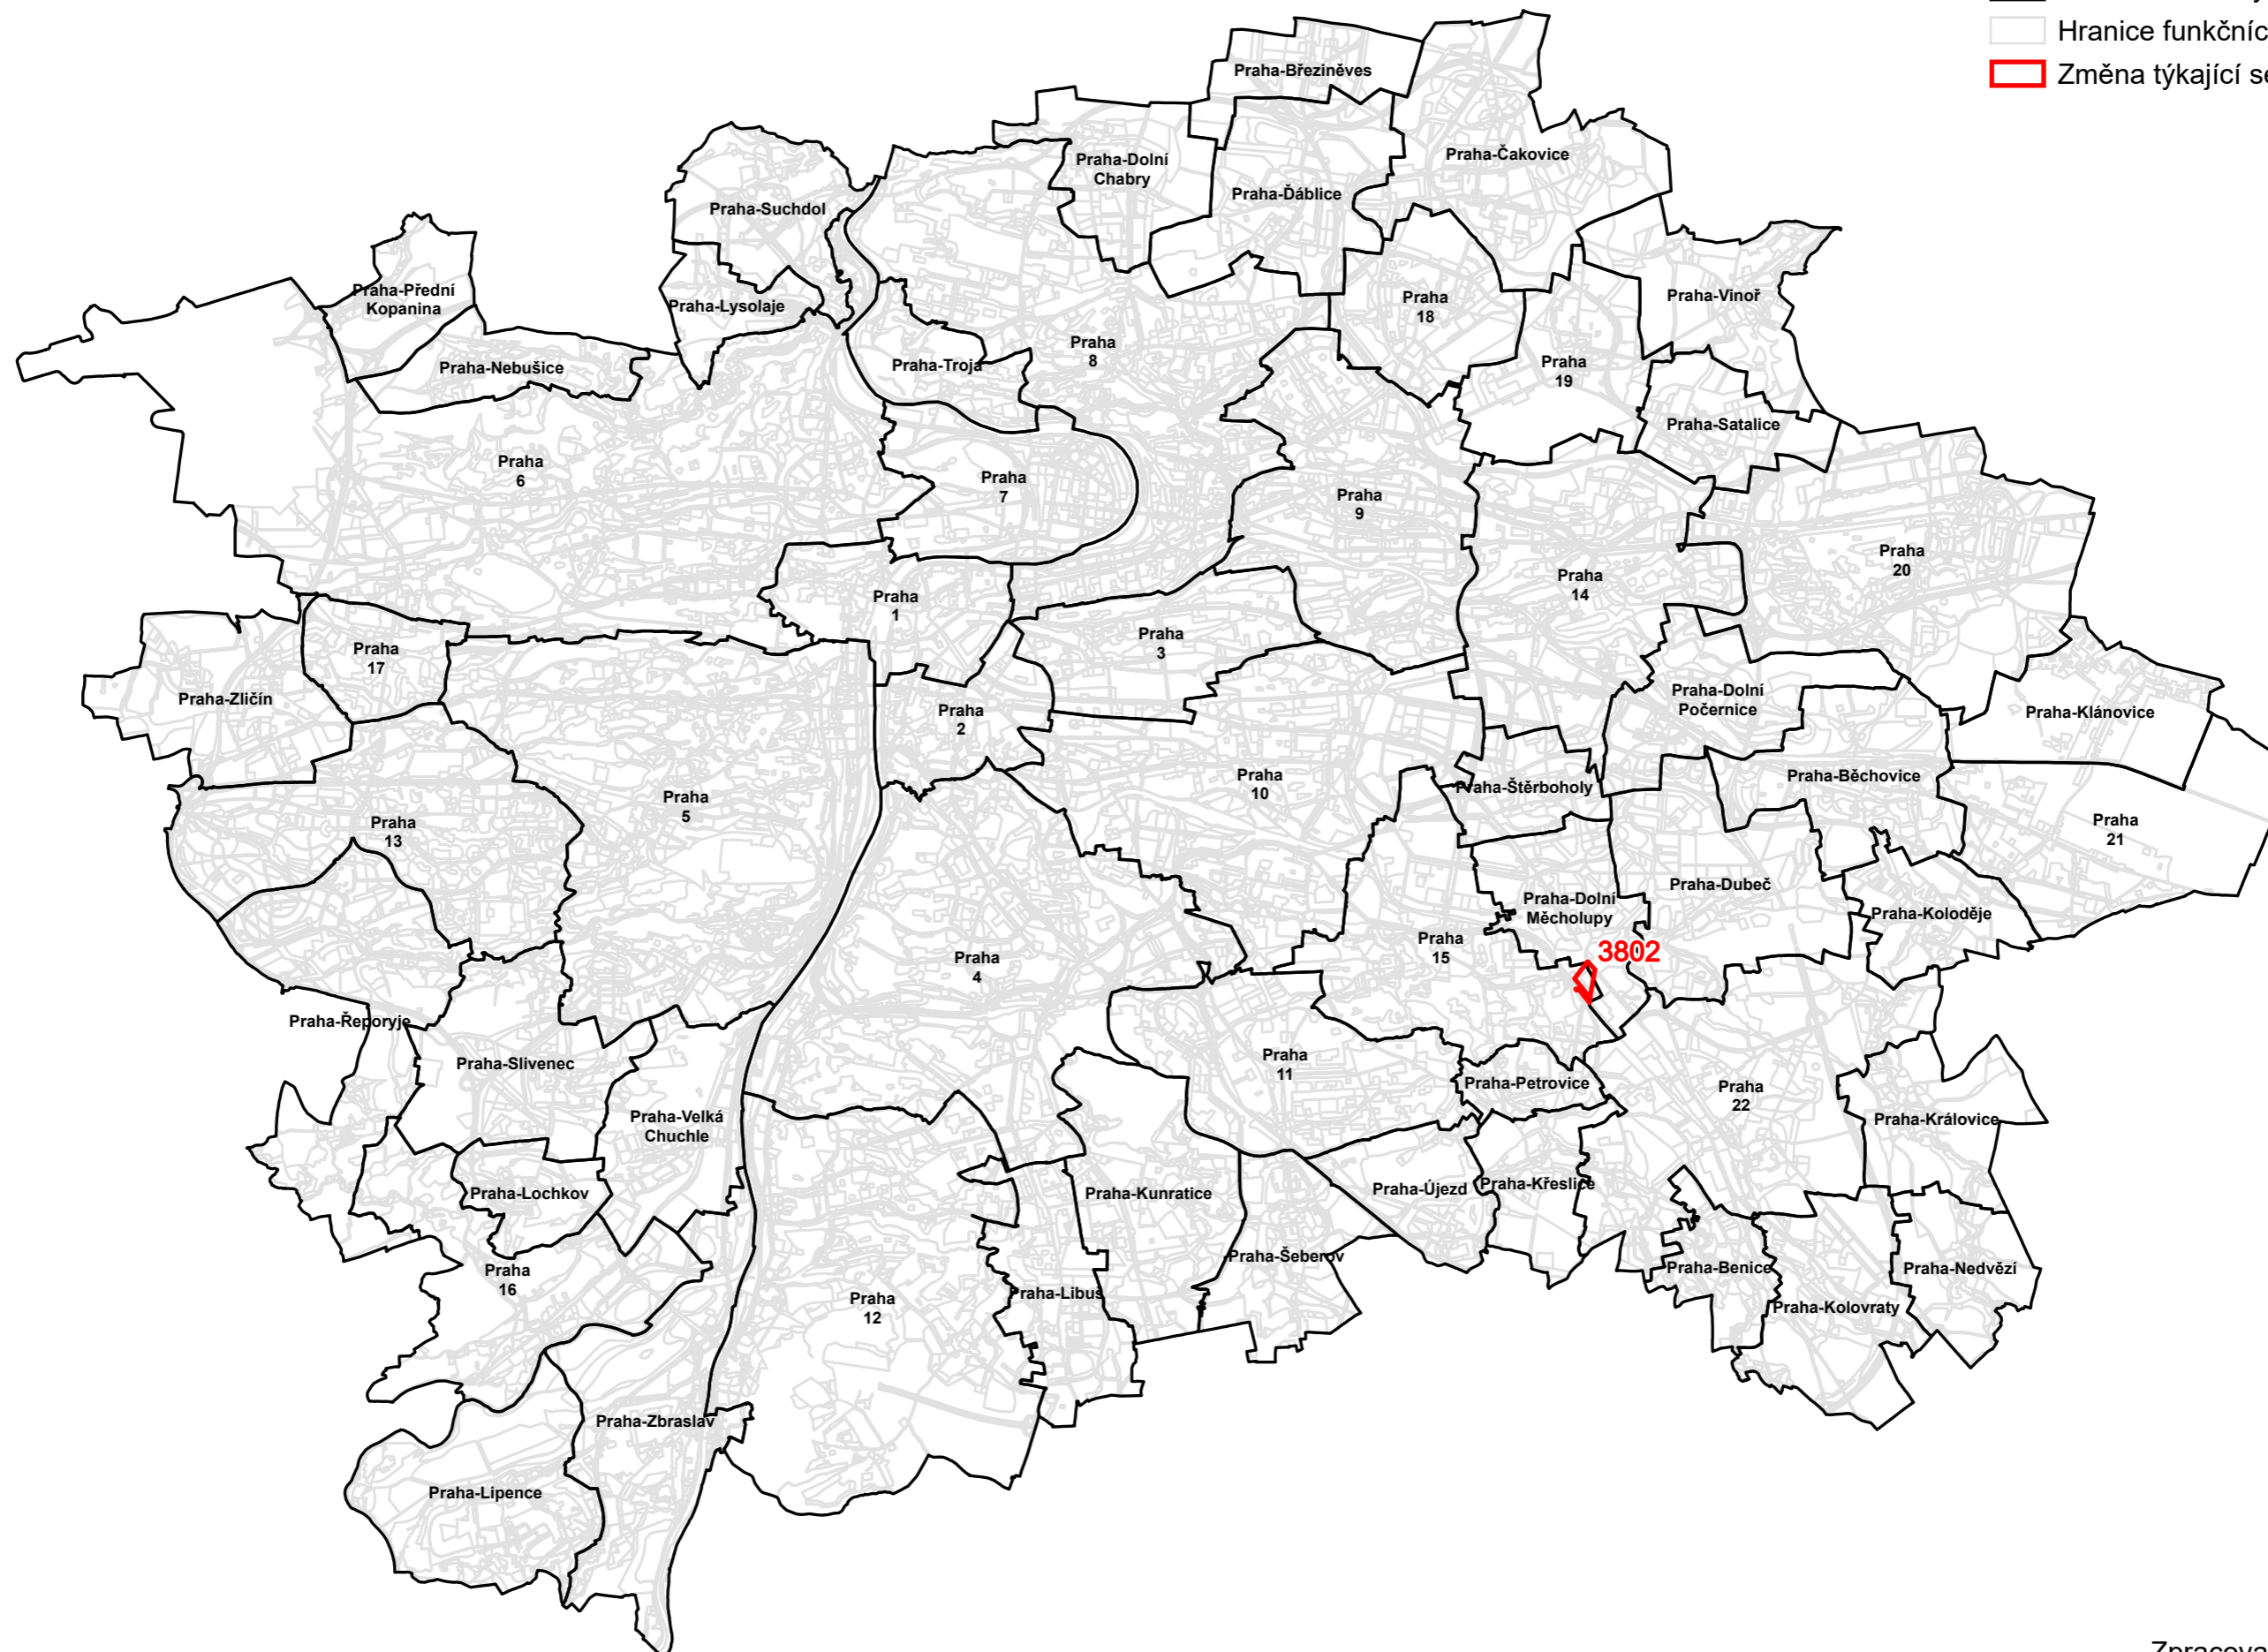 Hranice funkčníc
Změna týkající se
Praha-Březiněves
Praha-Čakovice
Praha-Dolní
Chabry
Praha-Ďáblice
Praha-Suchdol
Praha-Přední
Kopanina
Praha-Lysolaje
Praha-Vinoř
Praha
18
Praha-Nebušice
Praha-Troja
Praha
8
Praha
19
Praha-Satalice
Praha
6
Praha
7
Praha
9
Praha
20
Praha
14
Praha
1
Praha
3
Praha
17
Praha-Zličín
Praha-Dolní
Počernice
Praha-Klánovice
Praha
2
Praha
10
Praha-Běchovice
Praha-Štěrboholy
Praha
5
Praha
13
Praha
21
Praha-Dubeč
Praha-Dolní
Měcholupy
Praha-Koloděje
Praha
15
3802
Praha
4
Praha-Řeporyje
Praha-Slivenec
Praha
11
Praha-Petrovice
Praha
22
Praha-Královice
Praha-Velká
Chuchle
Praha-Lochkov
Praha-Kunratice
Praha-Újezd
Praha-Křeslice
Praha-Šeberov
Praha-Benice
Praha-Nedvězí
Praha
16
Praha-Libuš
Praha
12
Praha-Kolovraty
Praha-Zbraslav
Praha-Lipence
Zpracova